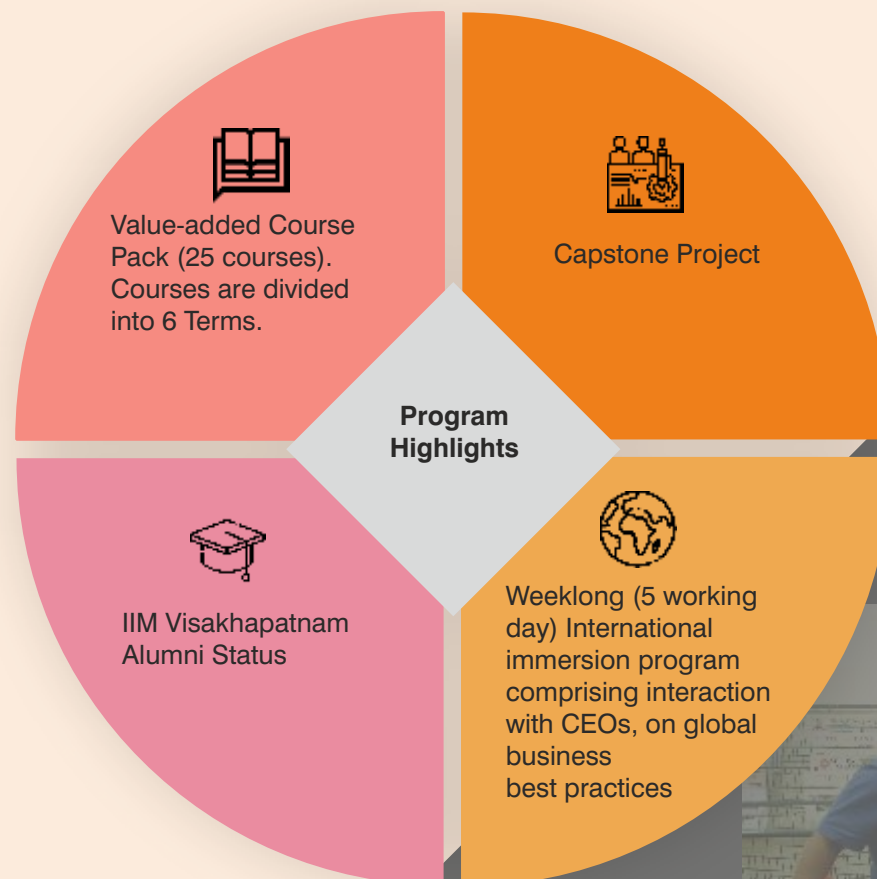 Value-added Course
Pack (25 courses).
Courses are divided
into 6 Terms.
Capstone Project
Program
Highlights
IIM Visakhapatnam
Alumni Status
Weeklong (5 working
day) International
immersion program
comprising interaction
with CEOs, on global
business
best practices